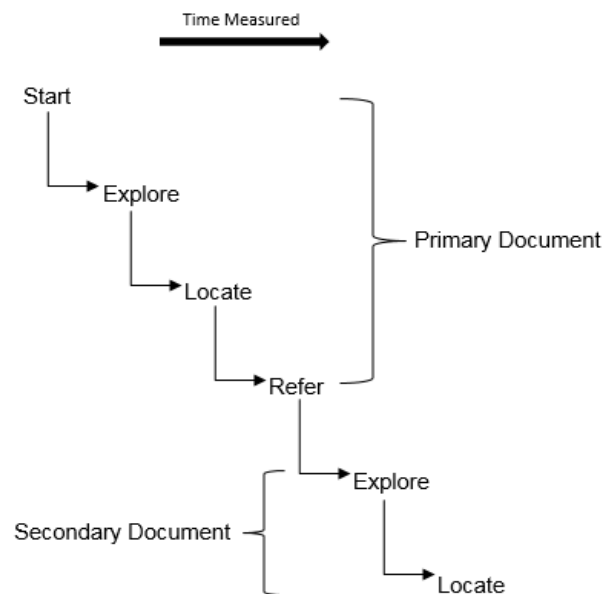 Time Measured
Start
Explore
Primary Document
Locate
Refer
Explore
Secondary Document
Locate